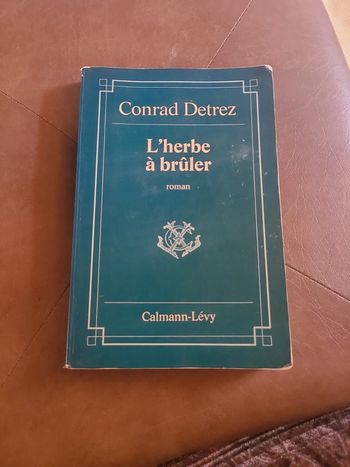 Conrad Detrez
L'herbe
à brûler
roman
Calmann-Lévy